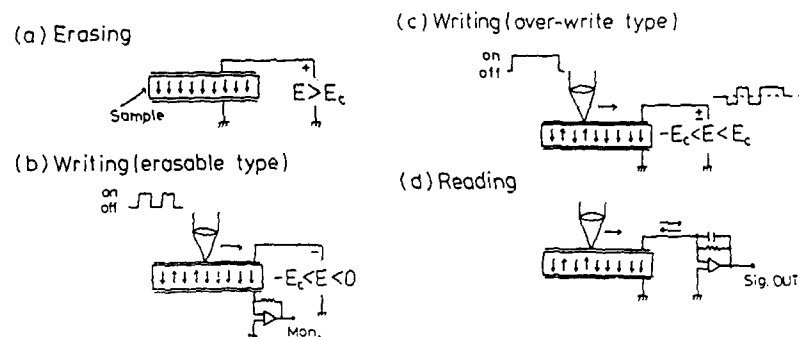 (a) Erasing
+
E > Ec
Sample
(b) Writing (erasable type)
on
off
-
-Ec<E<0
Mon.
(c) Writing (over-write type)
on
off
±
-Ec<E<Ec
(d) Reading
Sig. OUT